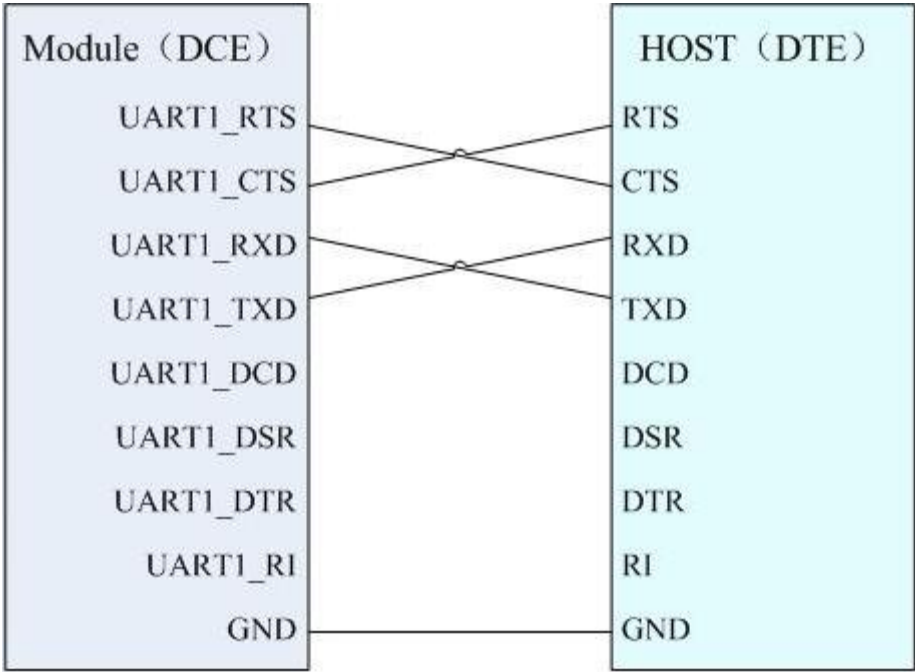 Module（DCE）
UART1_RTS
UART1_CTS
UART1_RXD
UART1_TXD
UART1_DCD
UART1_DSR
UART1_DTR
UART1_RI
GND
HOST（DTE）
RTS
CTS
RXD
TXD
DCD
DSR
DTR
RI
GND